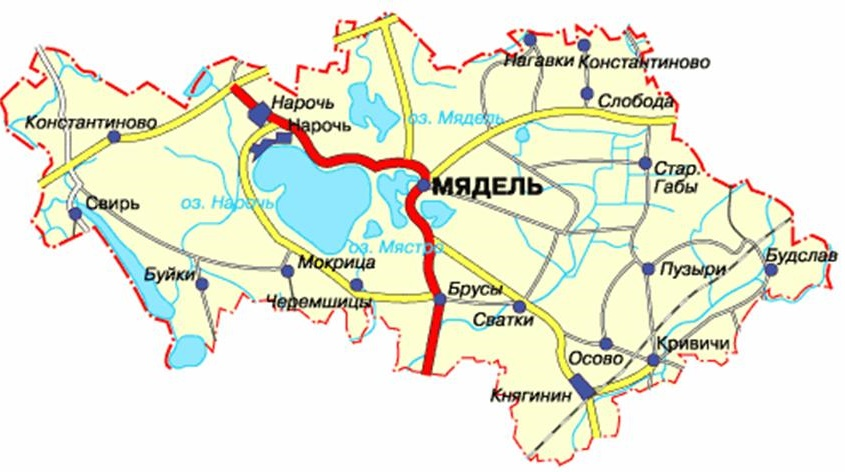 Нагавки
Константиново
Слобода
Нарочь
Нарочь
оз. Мядель
Константиново
Стар.
Габы
МЯДЕЛЬ
Свирь
оз. Нарочь
оз. Мястро
Будслав
Пузыри
Мокрица
Буйки
Черемшицы
Брусы
Сватки
Кривичи
Осово
Княгинин